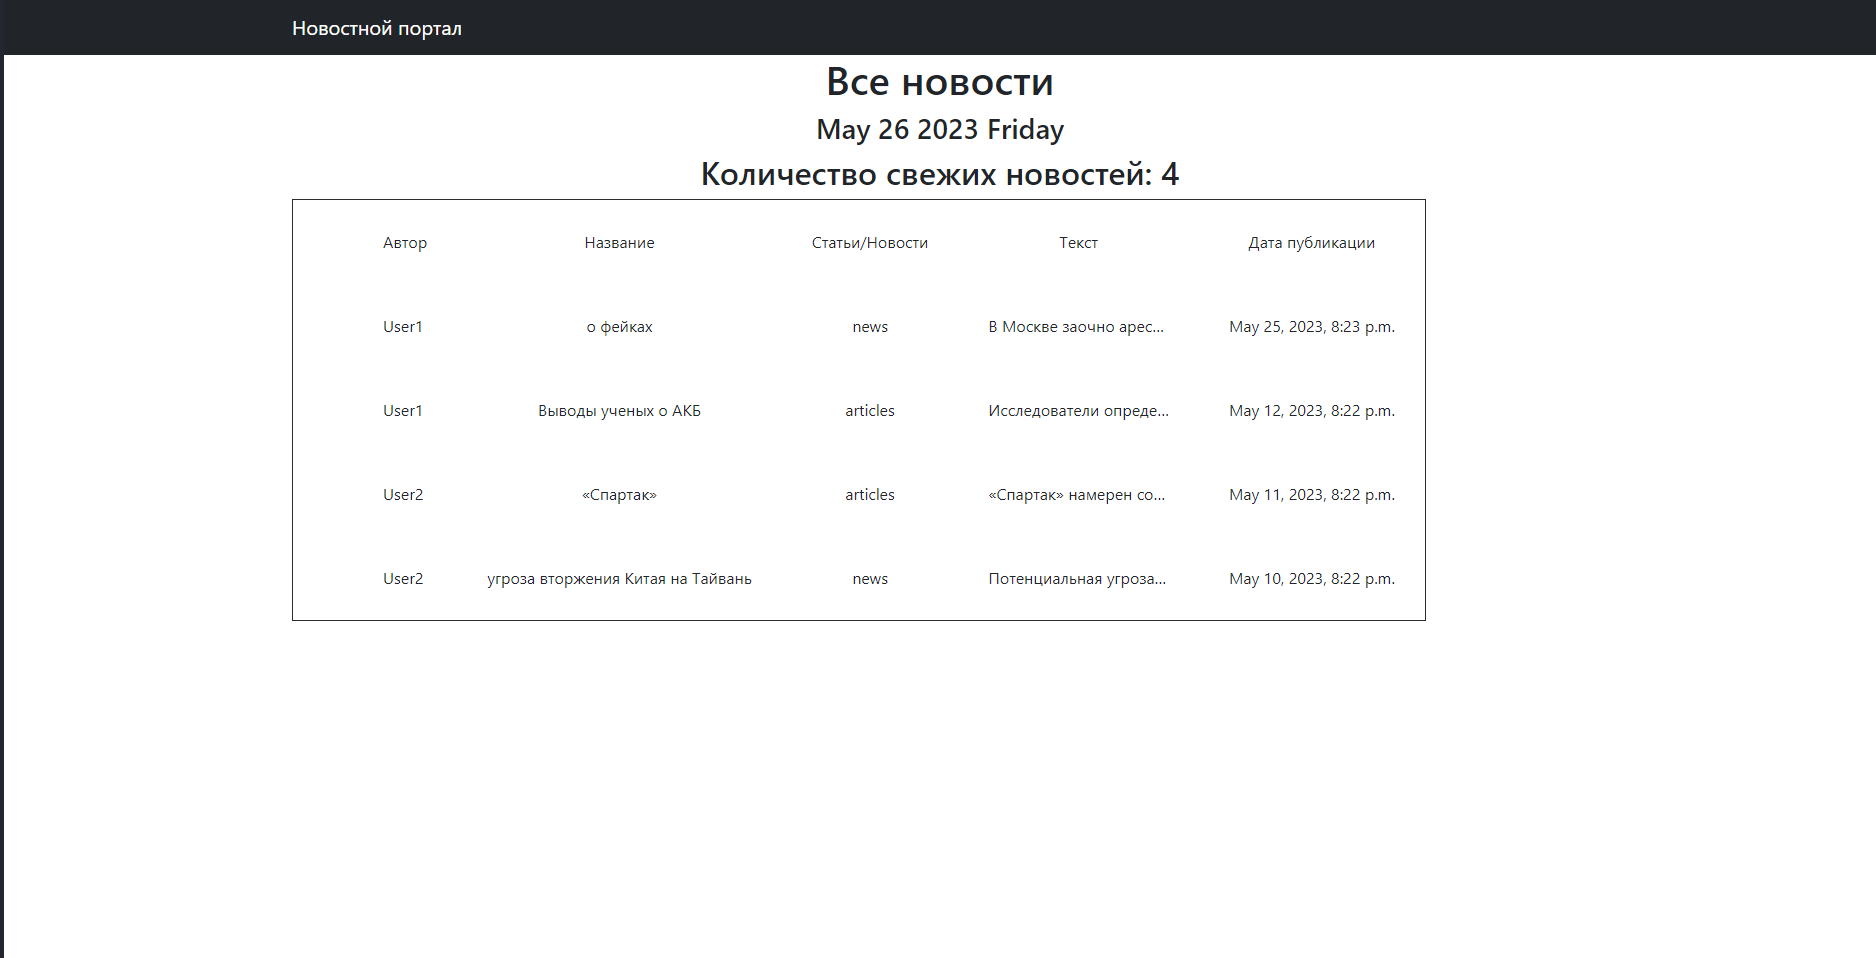 Новостной портал
Все новости
May 26 2023 Friday
Количество свежих новостей: 4
Автор Название Статьи/Новости Текст Дата публикации
User1 о фейках news В Москве заочно арес... May 25, 2023, 8:23 p.m.
User1 Выводы ученых о АКБ articles Исследователи опреде... May 12, 2023, 8:22 p.m.
User2 «Спартак» articles «Спартак» намерен со... May 11, 2023, 8:22 p.m.
User2 угроза вторжения Китая на Тайвань news Потенциальная угроза... May 10, 2023, 8:22 p.m.